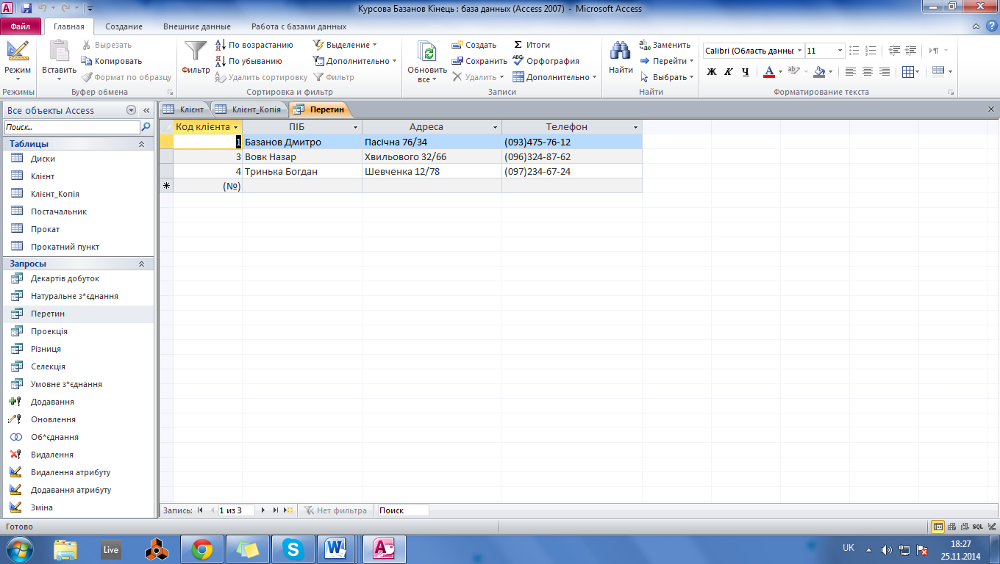 Курсова Базанов Кінець : база данных (Access 2007) - Microsoft Access
Файл Главная Создание Внешние данные Работа с базами данных
Режим
Режимы
Вставить
Вырезать
Копировать
Формат по образцу
Буфер обмена
Фильтр
По возрастанию
По убыванию
Удалить сортировку
Выделение
Дополнительно
Фильтр
Сортировка и фильтр
Обновить
все
Создать
Сохранить
Удалить
Итоги
Орфография
Дополнительно
Записи
Найти
Заменить
Перейти
Выбрать
Найти
Calibri (Область данны: 11
Ж К Ч
Форматирование текста
Все объекты Access
Поиск...
Таблицы
Диски
Клієнт
Клієнт_Копія
Постачальник
Прокат
Прокатний пункт
Запросы
Декартів добуток
Натуральне з*єднання
Перетин
Проекція
Різниця
Селекція
Умовне з*єднання
Додавання
Оновлення
Об*єднання
Видалення
Видалення атрибуту
Додавання атрибуту
Зміна
Клієнт Клієнт_Копія Перетин
Код клієнта ПІБ Адреса Телефон
1 Базанов Дмитро Пасічна 76/34 (093)475-76-12
3 Вовк Назар Хвильового 32/66 (096)324-87-62
4 Тринька Богдан Шевченка 12/78 (097)234-67-24
(№)
Запись: 1 из 3 Нет фильтра Поиск
Готово
SQL
Live
UK
18:27
25.11.2014